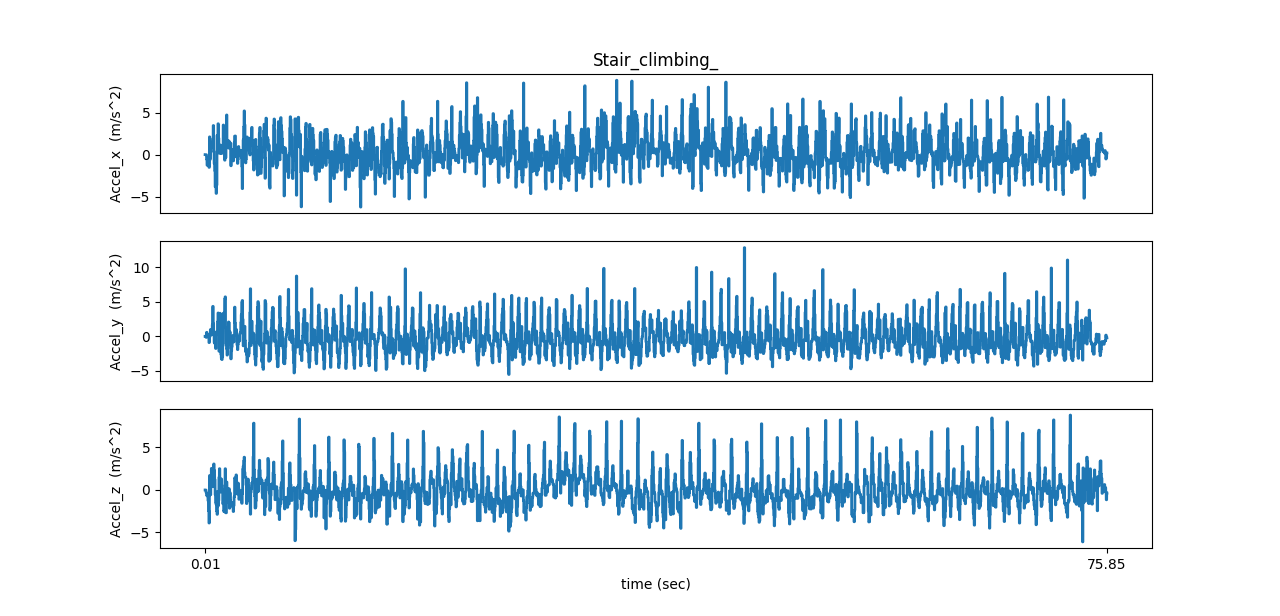 Stair_climbing_
Accel_x (m/s^2)
5
0
−5
Accel_y (m/s^2)
10
5
0
−5
Accel_z (m/s^2)
5
0
−5
0.01 75.85
time (sec)